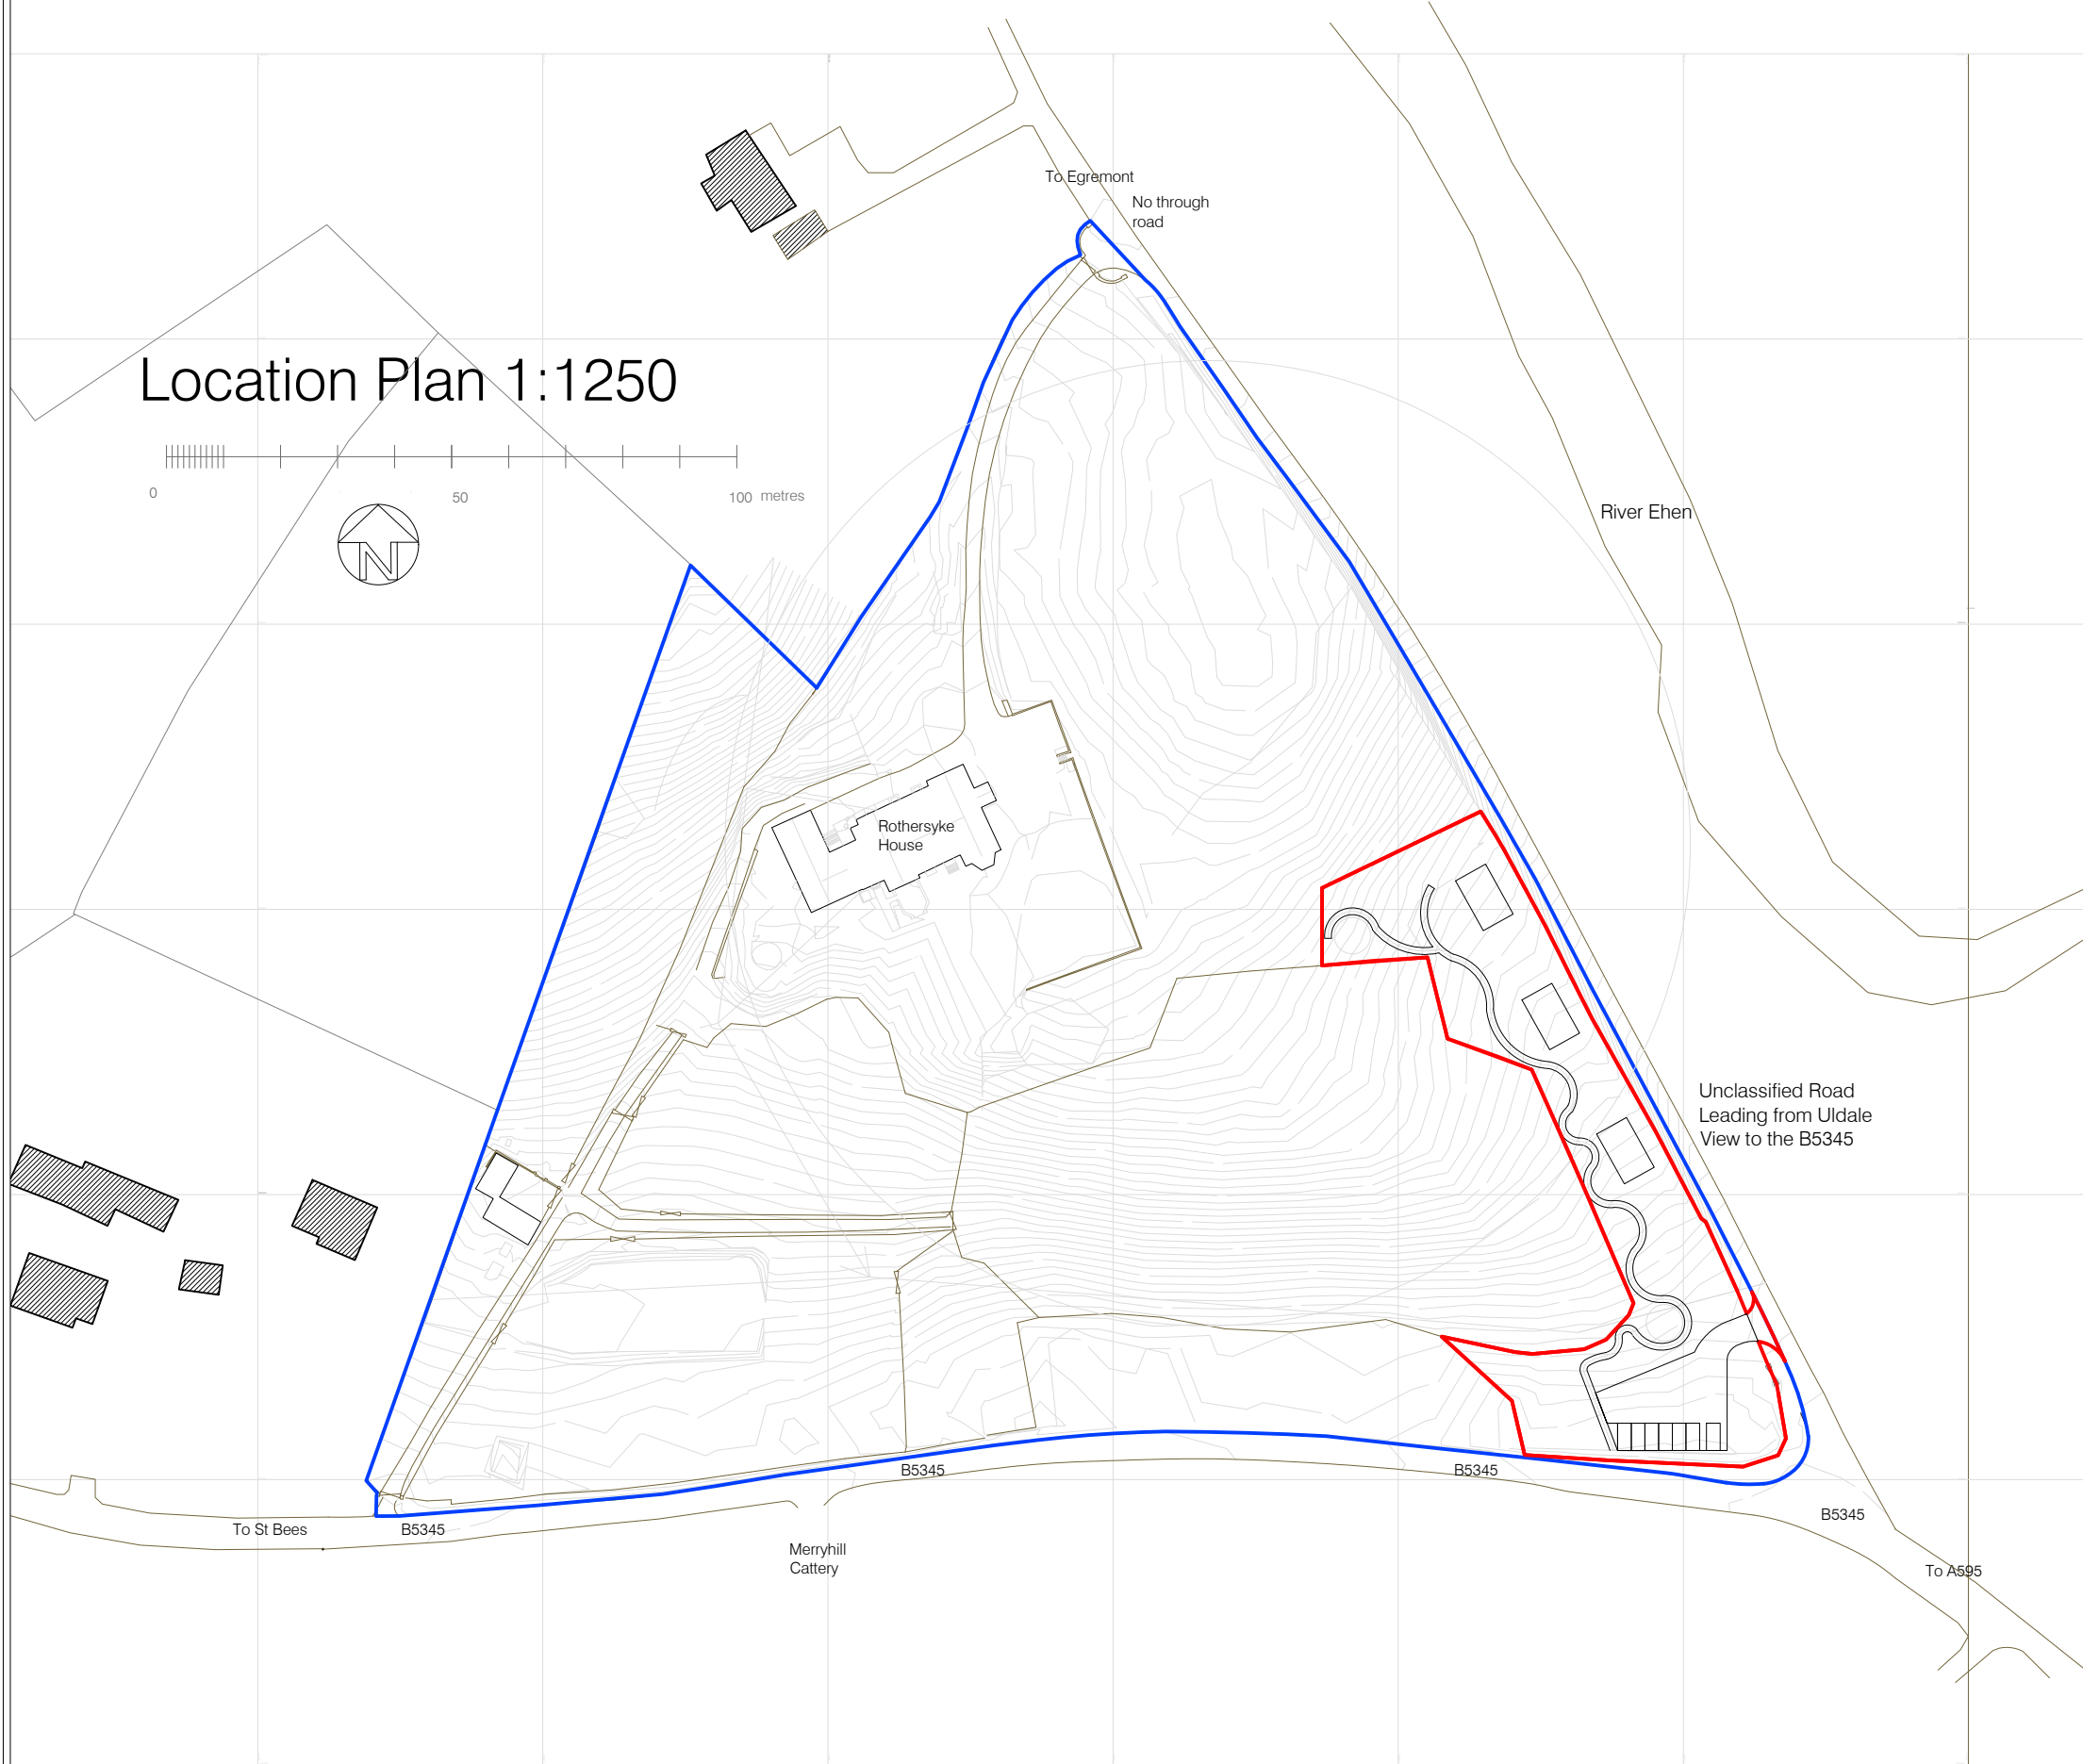 To Egremont
No through
road
Location Plan 1:1250
0
50
100 metres
N
River Ehen
Rothersyke
House
Unclassified Road
Leading from Uldale
View to the B5345
B5345
B5345
B5345
To St Bees
B5345
Merryhill
Cattery
To A595